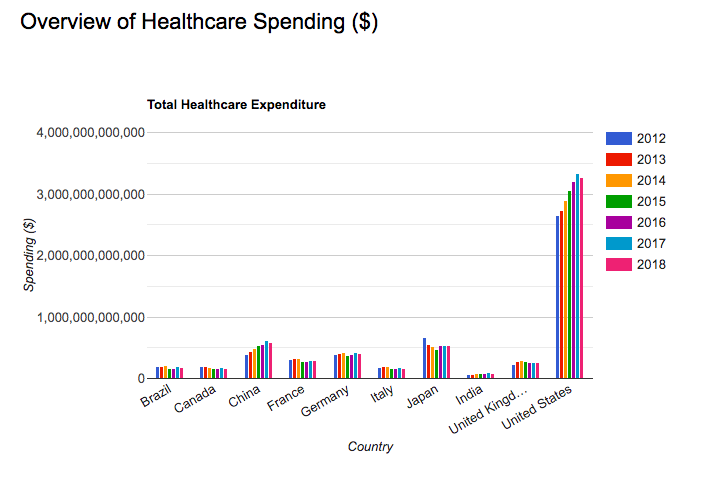 Overview of Healthcare Spending ($)
Total Healthcare Expenditure
4,000,000,000,000
3,000,000,000,000
2,000,000,000,000
1,000,000,000,000
0
Spending ($)
Brazil
Canada
China
France
Germany
Italy
Japan
India
United Kingd...
United States
Country
2012
2013
2014
2015
2016
2017
2018